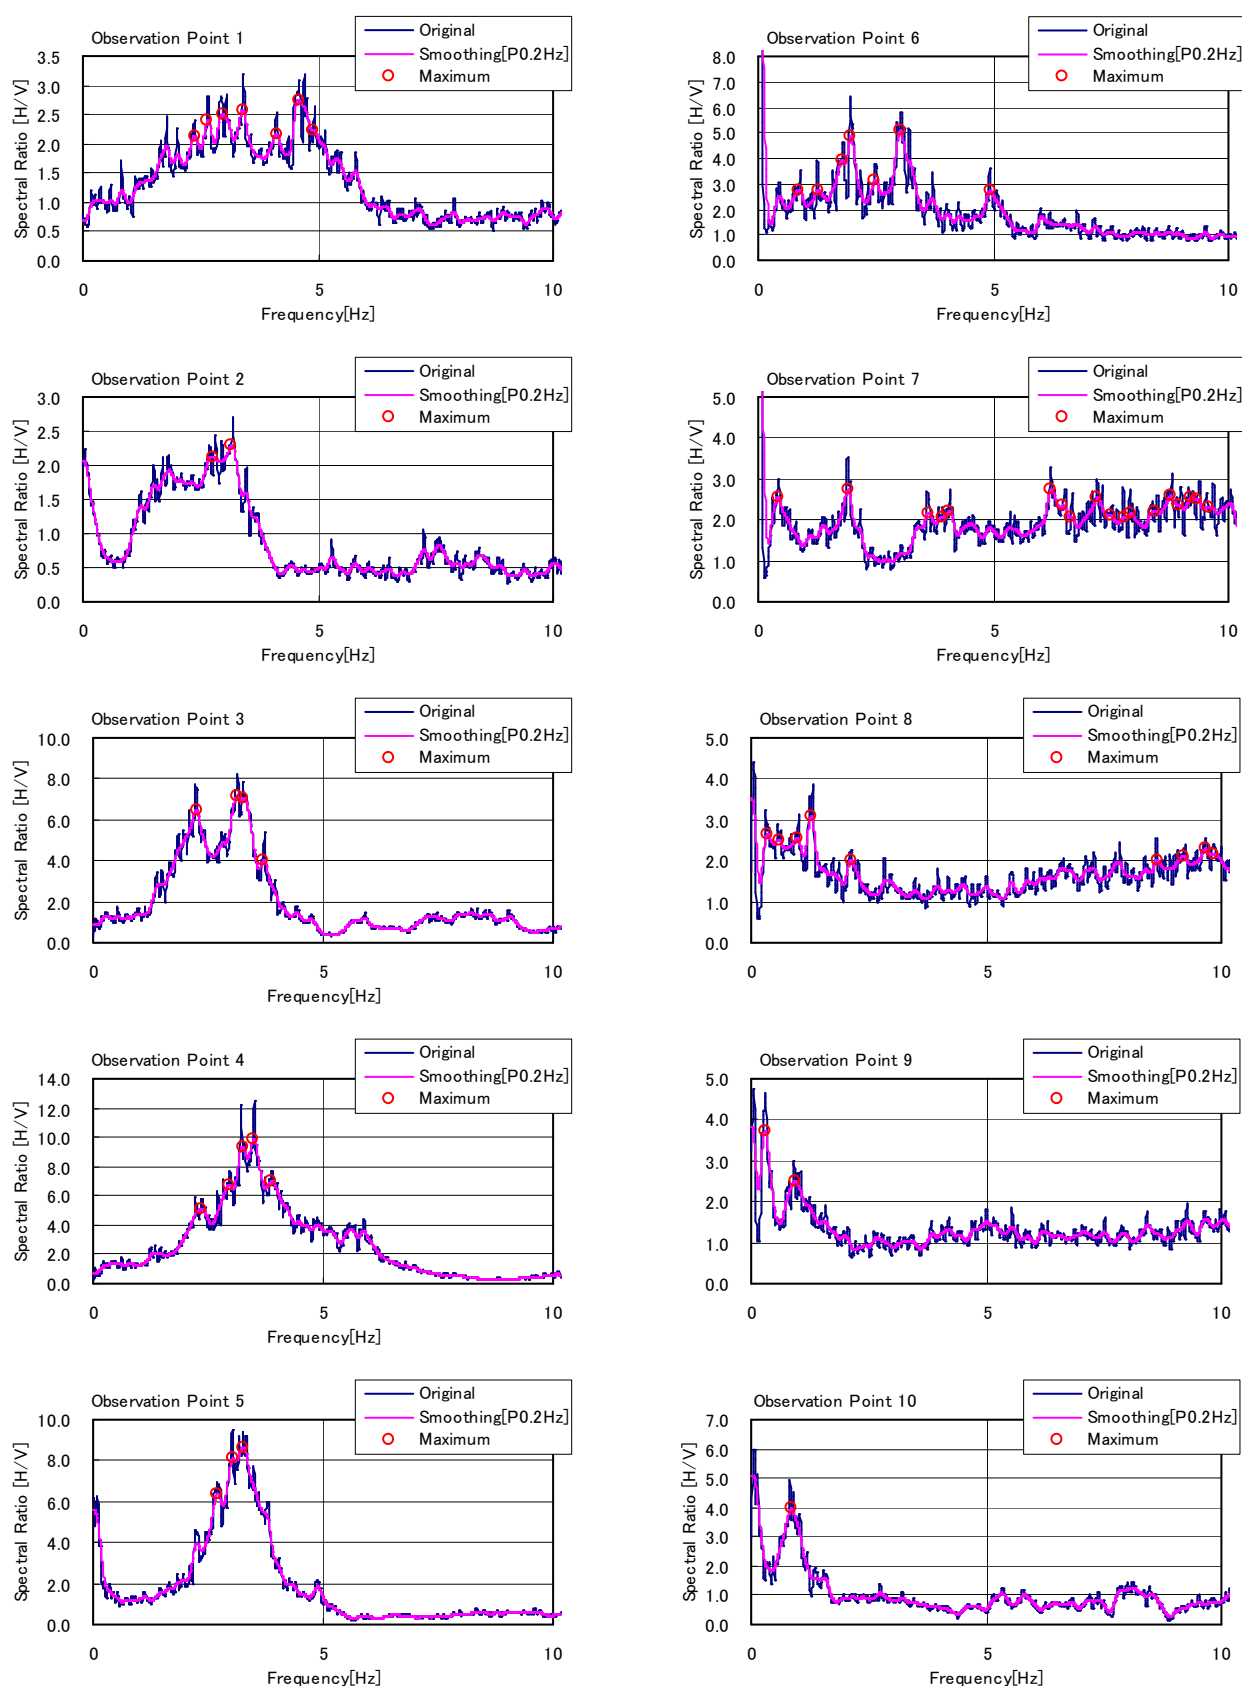 Observation Point 1
Original
Smoothing[P0.2Hz]
Maximum
Spectral Ratio [H/V]
3.5
3.0
2.5
2.0
1.5
1.0
0.5
0.0
0
5
10
Frequency[Hz]
Observation Point 6
Original
Smoothing[P0.2Hz]
Maximum
Spectral Ratio [H/V]
8.0
7.0
6.0
5.0
4.0
3.0
2.0
1.0
0.0
0
5
10
Frequency[Hz]
Observation Point 2
Original
Smoothing[P0.2Hz]
Maximum
Spectral Ratio [H/V]
3.0
2.5
2.0
1.5
1.0
0.5
0.0
0
5
10
Frequency[Hz]
Observation Point 7
Original
Smoothing[P0.2Hz]
Maximum
Spectral Ratio [H/V]
5.0
4.0
3.0
2.0
1.0
0.0
0
5
10
Frequency[Hz]
Observation Point 3
Original
Smoothing[P0.2Hz]
Maximum
Spectral Ratio [H/V]
10.0
8.0
6.0
4.0
2.0
0.0
0
5
10
Frequency[Hz]
Observation Point 8
Original
Smoothing[P0.2Hz]
Maximum
Spectral Ratio [H/V]
5.0
4.0
3.0
2.0
1.0
0.0
0
5
10
Frequency[Hz]
Observation Point 4
Original
Smoothing[P0.2Hz]
Maximum
Spectral Ratio [H/V]
14.0
12.0
10.0
8.0
6.0
4.0
2.0
0.0
0
5
10
Frequency[Hz]
Observation Point 9
Original
Smoothing[P0.2Hz]
Maximum
Spectral Ratio [H/V]
5.0
4.0
3.0
2.0
1.0
0.0
0
5
10
Frequency[Hz]
Observation Point 5
Original
Smoothing[P0.2Hz]
Maximum
Spectral Ratio [H/V]
10.0
8.0
6.0
4.0
2.0
0.0
0
5
10
Frequency[Hz]
Observation Point 10
Original
Smoothing[P0.2Hz]
Maximum
Spectral Ratio [H/V]
7.0
6.0
5.0
4.0
3.0
2.0
1.0
0.0
0
5
10
Frequency[Hz]